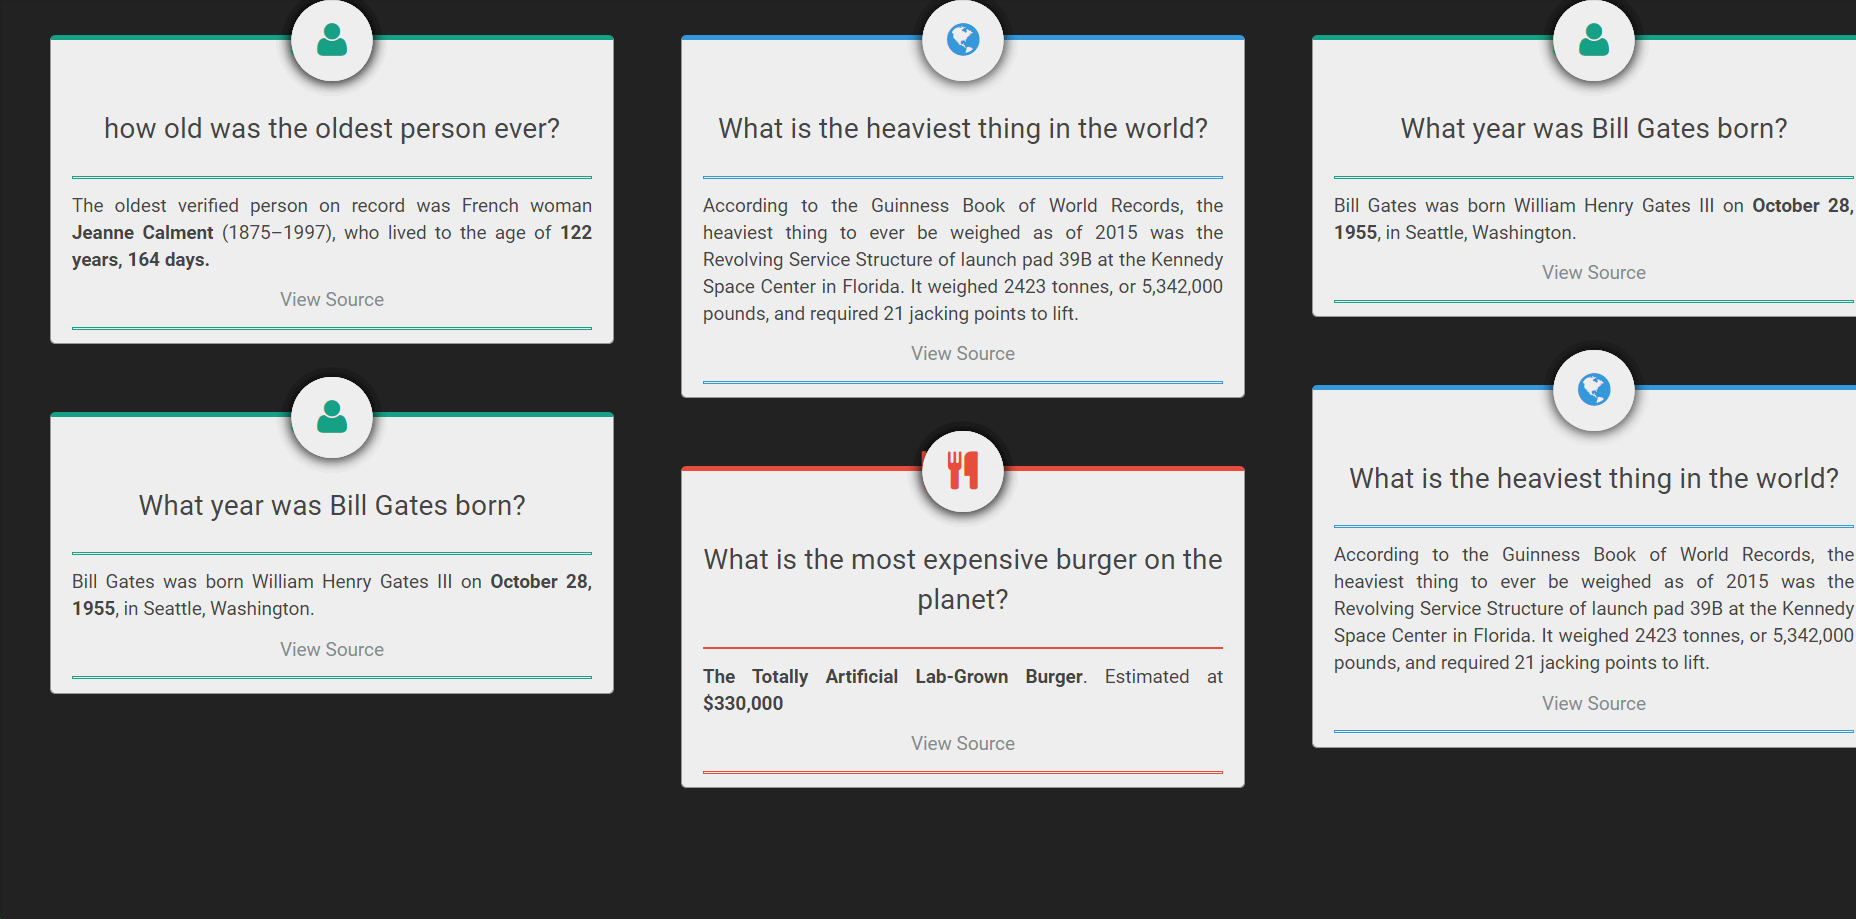 how old was the oldest person ever?
The oldest verified person on record was French woman
Jeanne Calment (1875–1997), who lived to the age of 122
years, 164 days.
View Source
What year was Bill Gates born?
Bill Gates was born William Henry Gates III on October 28,
1955, in Seattle, Washington.
View Source
What is the heaviest thing in the world?
According to the Guinness Book of World Records, the
heaviest thing to ever be weighed as of 2015 was the
Revolving Service Structure of launch pad 39B at the Kennedy
Space Center in Florida. It weighed 2423 tonnes, or 5,342,000
pounds, and required 21 jacking points to lift.
View Source
What is the most expensive burger on the
planet?
The Totally Artificial Lab-Grown Burger. Estimated at
$330,000
View Source
What year was Bill Gates born?
Bill Gates was born William Henry Gates III on October 28,
1955, in Seattle, Washington.
View Source
What is the heaviest thing in the world?
According to the Guinness Book of World Records, the
heaviest thing to ever be weighed as of 2015 was the
Revolving Service Structure of launch pad 39B at the Kennedy
Space Center in Florida. It weighed 2423 tonnes, or 5,342,000
pounds, and required 21 jacking points to lift.
View Source